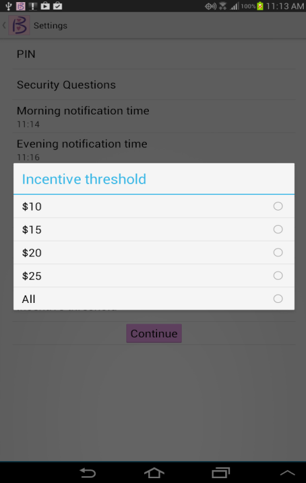 100% 11:13 AM
Settings
PIN
Security Questions
Morning notification time
11:14
Evening notification time
11:16
Incentive threshold
$10
$15
$20
$25
All
Continue